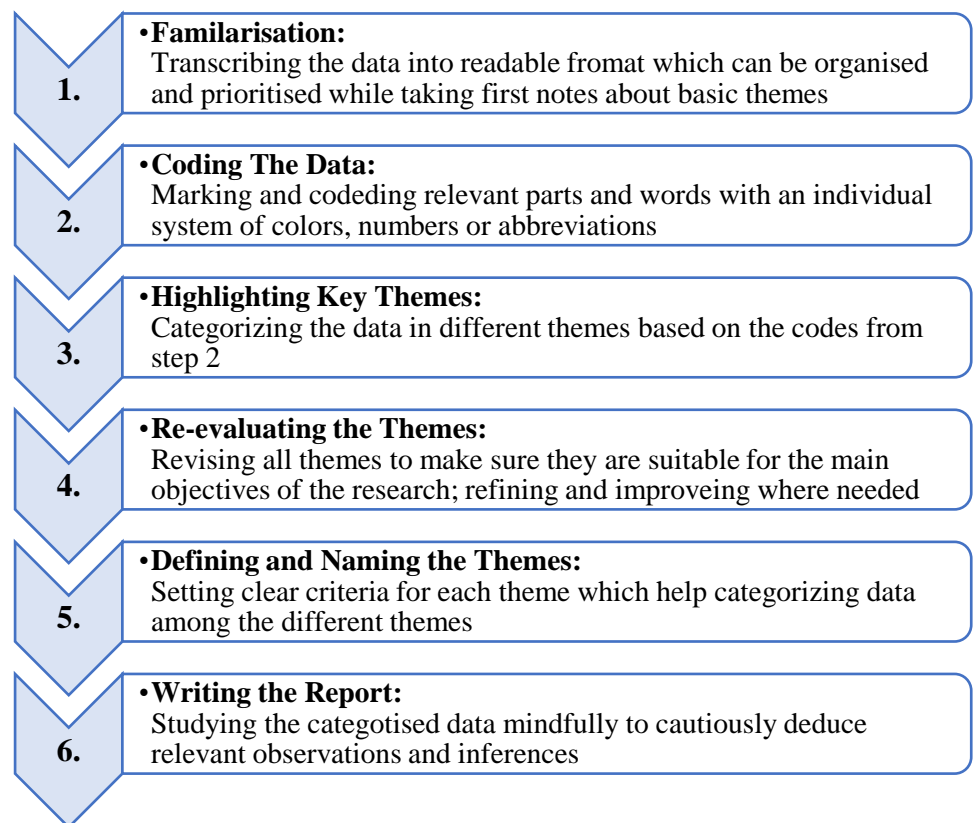 1.
•Familarisation:
Transcribing the data into readable fromat which can be organised
and prioritised while taking first notes about basic themes
2.
•Coding The Data:
Marking and codeding relevant parts and words with an individual
system of colors, numbers or abbreviations
3.
•Highlighting Key Themes:
Categorizing the data in different themes based on the codes from
step 2
4.
•Re-evaluating the Themes:
Revising all themes to make sure they are suitable for the main
objectives of the research; refining and improveing where needed
5.
•Defining and Naming the Themes:
Setting clear criteria for each theme which help categorizing data
among the different themes
6.
•Writing the Report:
Studying the categotised data mindfully to cautiously deduce
relevant observations and inferences